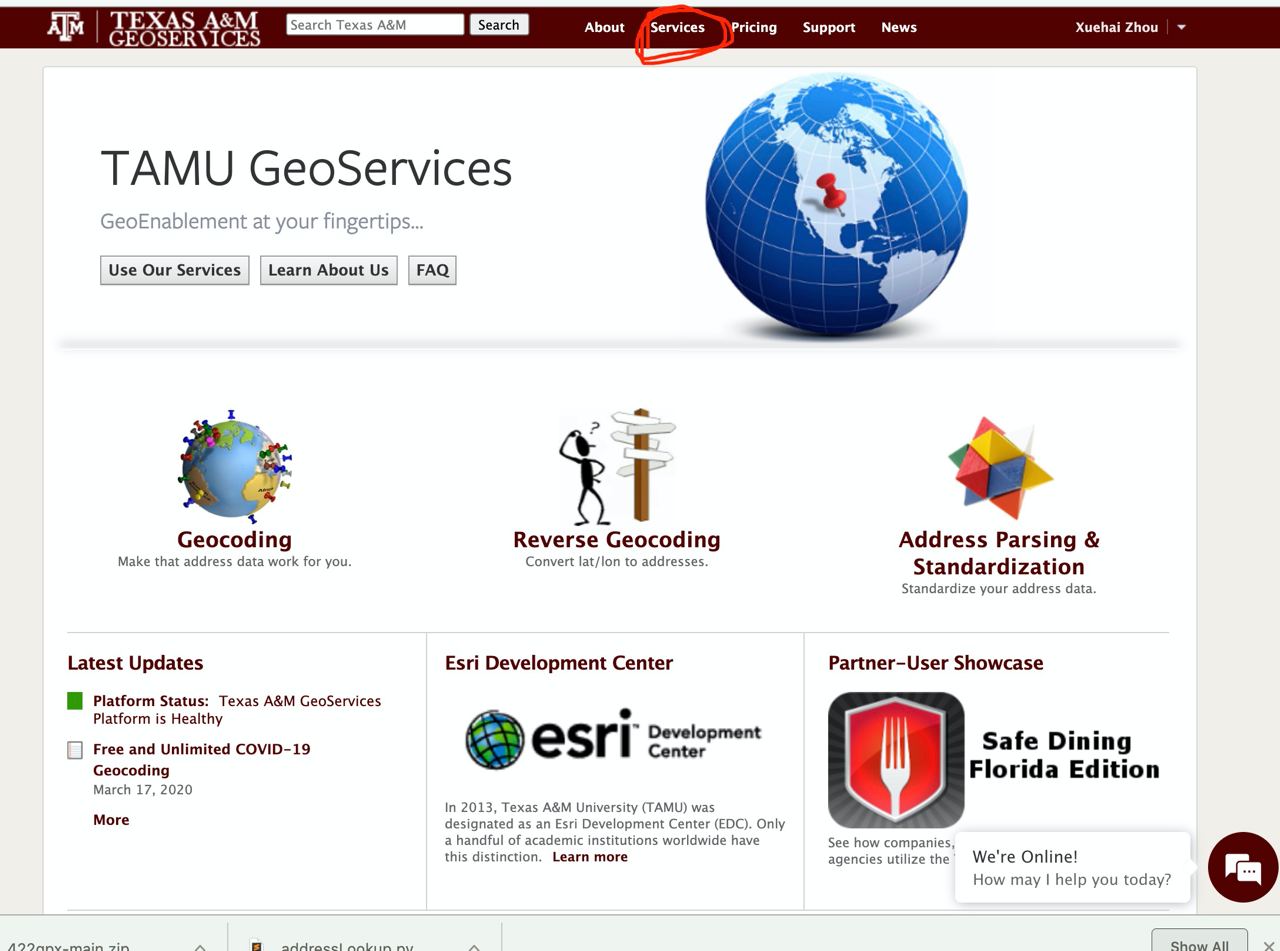 TEXAS A&M
GEOSERVICES
Search Texas A&M
Search
About
Services
Pricing
Support
News
Xuehai Zhou
TAMU GeoServices
GeoEnablement at your fingertips...
Use Our Services
Learn About Us
FAQ
Geocoding
Make that address data work for you.
Reverse Geocoding
Convert lat/lon to addresses.
Address Parsing &
Standardization
Standardize your address data.
Latest Updates
Platform Status: Texas A&M GeoServices
Platform is Healthy
Free and Unlimited COVID-19
Geocoding
March 17, 2020
More
Esri Development Center
esri™ Development
Center
In 2013, Texas A&M University (TAMU) was
designated as an Esri Development Center (EDC). Only
a handful of academic institutions worldwide have
this distinction. Learn more
Partner-User Showcase
Safe Dining
Florida Edition
See how companies,
agencies utilize the
We're Online!
How may I help you today?
422gpx-main.zip
addressLookup.py
Show All